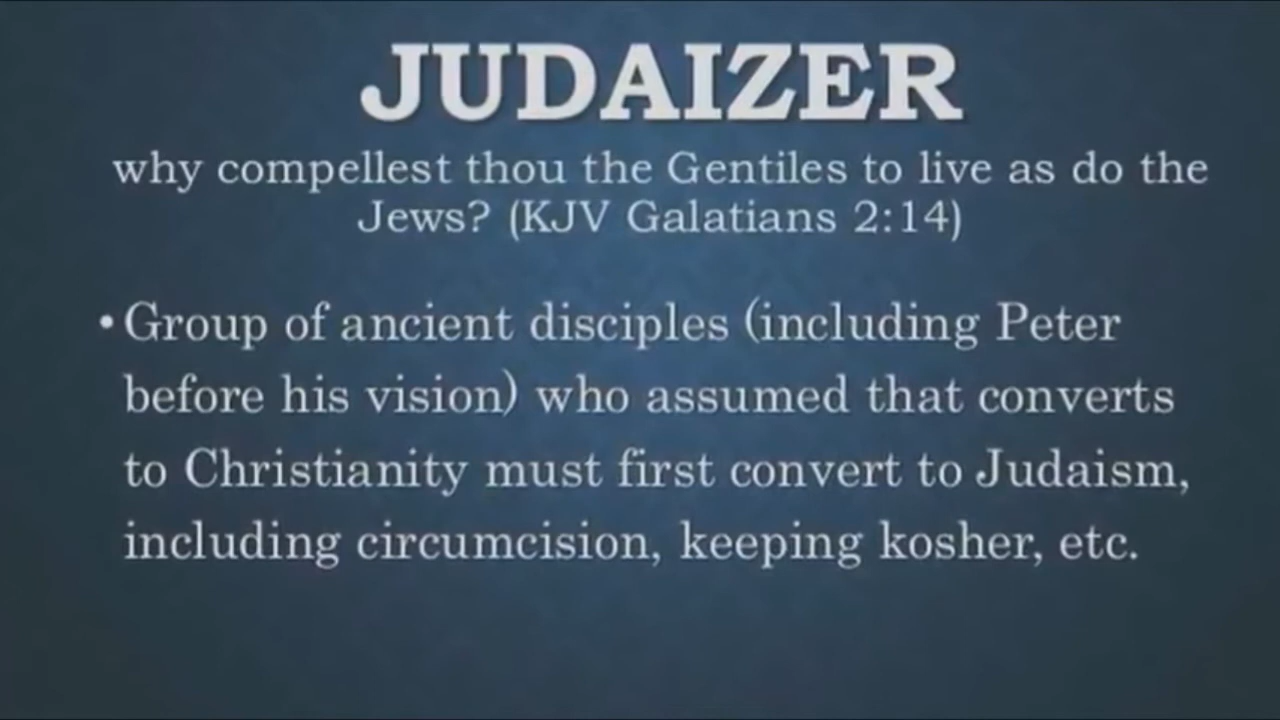 JUDAIZER
why compellest thou the Gentiles to live as do the
Jews? (KJV Galatians 2:14)
• Group of ancient disciples (including Peter
before his vision) who assumed that converts
to Christianity must first convert to Judaism,
including circumcision, keeping kosher, etc.